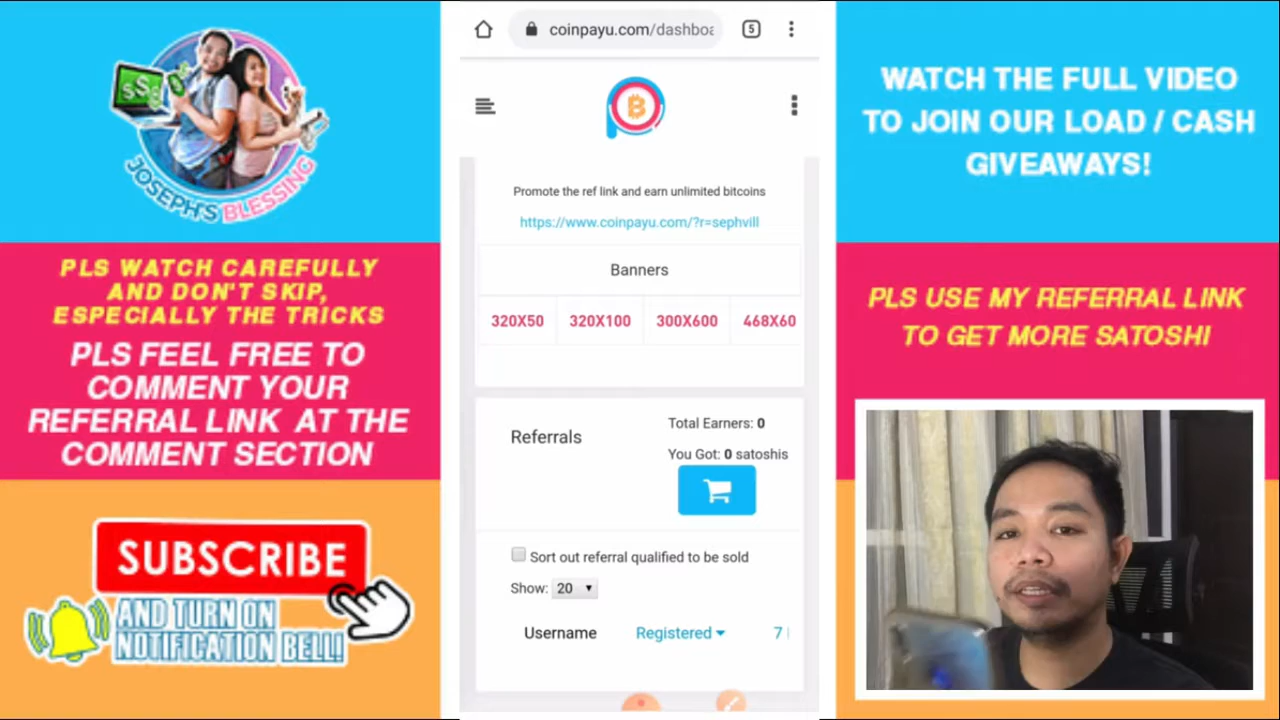 $$$
JOSEPH'S BLESSING
PLS WATCH CAREFULLY
AND DON'T SKIP,
ESPECIALLY THE TRICKS
PLS FEEL FREE TO
COMMENT YOUR
REFERRAL LINK AT THE
COMMENT SECTION
SUBSCRIBE
AND TURN ON
NOTIFICATION BELL!
coinpayu.com/dashboa
5
B
Promote the ref link and earn unlimited bitcoins
https://www.coinpayu.com/?r=sephvill
Banners
320X50 320X100 300X600 468X60
Referrals
Total Earners: 0
You Got: 0 satoshis
Sort out referral qualified to be sold
Show: 20
Username Registered 7
WATCH THE FULL VIDEO
TO JOIN OUR LOAD / CASH
GIVEAWAYS!
PLS USE MY REFERRAL LINK
TO GET MORE SATOSHI